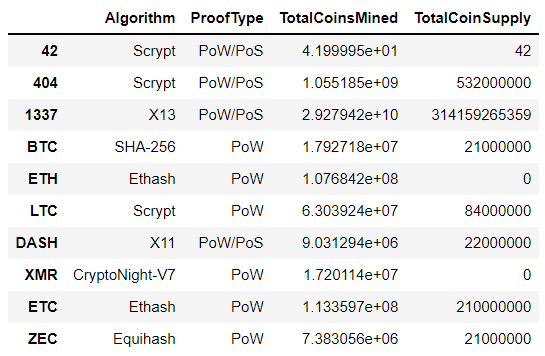 Algorithm ProofType TotalCoinsMined TotalCoinSupply
42 Scrypt PoW/PoS 4.199995e+01 42
404 Scrypt PoW/PoS 1.055185e+09 532000000
1337 X13 PoW/PoS 2.927942e+10 314159265359
BTC SHA-256 PoW 1.792718e+07 21000000
ETH Ethash PoW 1.076842e+08 0
LTC Scrypt PoW 6.303924e+07 84000000
DASH X11 PoW/PoS 9.031294e+06 22000000
XMR CryptoNight-V7 PoW 1.720114e+07 0
ETC Ethash PoW 1.133597e+08 210000000
ZEC Equihash PoW 7.383056e+06 21000000